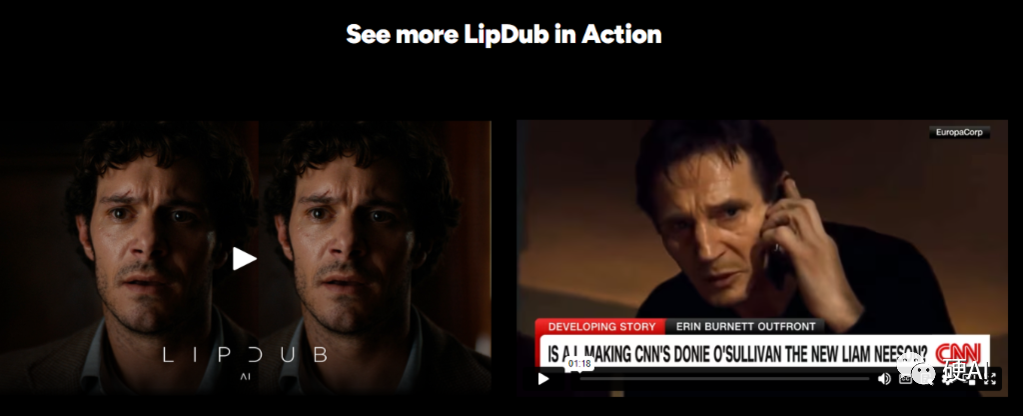 See more LipDub in Action
LIPDUB
AI
EuropaCorp
DEVELOPING STORY
ERIN BURNETT OUTFRONT
IS A.I. MAKING CNN'S DONIE O'SULLIVAN THE NEW LIAM NEESON?
CNN
01:18
硬AI